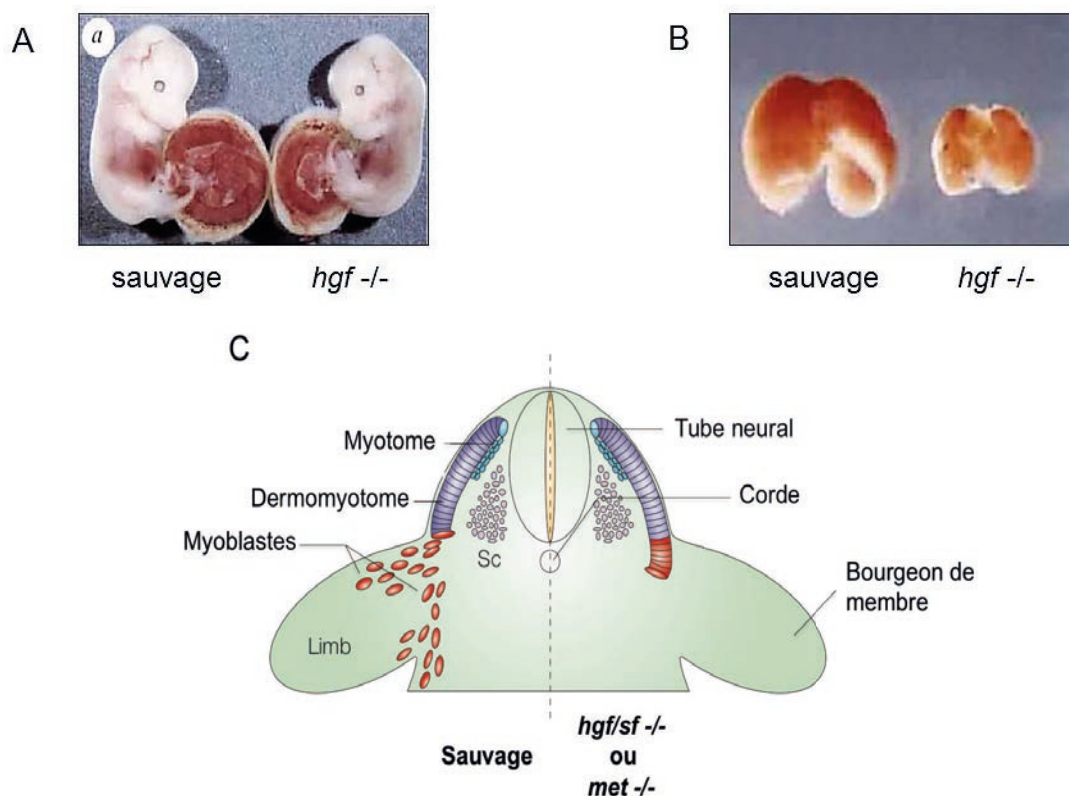 A
a
sauvage
hgf -/-
B
sauvage
hgf -/-
C
Myotome
Dermomyotome
Myoblastes
Sc
Limb
Tube neural
Corde
Bourgeon de
membre
Sauvage
hgf/sf -/-
ou
met -/-